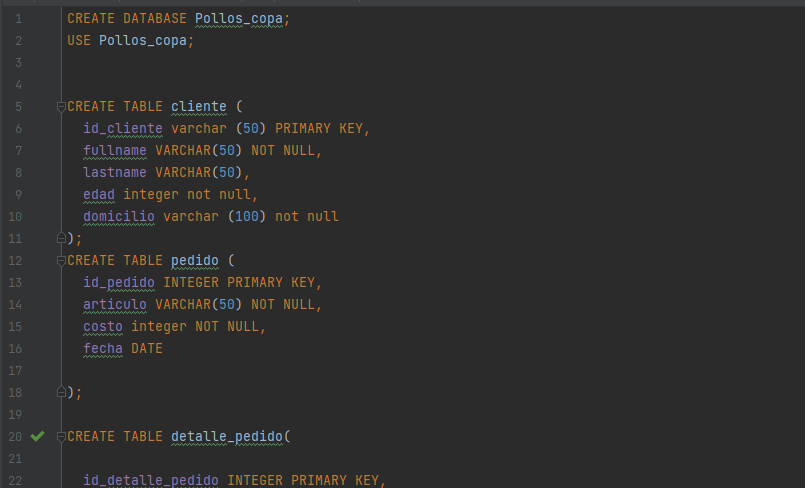 1 CREATE DATABASE Pollos_copa;
2 USE Pollos_copa;
3
4
5 CREATE TABLE cliente (
6 id_cliente varchar (50) PRIMARY KEY,
7 fullname VARCHAR(50) NOT NULL,
8 lastname VARCHAR(50),
9 edad integer not null,
10 domicilio varchar (100) not null
11 );
12 CREATE TABLE pedido (
13 id_pedido INTEGER PRIMARY KEY,
14 articulo VARCHAR(50) NOT NULL,
15 costo integer NOT NULL,
16 fecha DATE
17
18 );
19
20 CREATE TABLE detalle_pedido(
21
22 id_detalle_pedido INTEGER PRIMARY KEY,